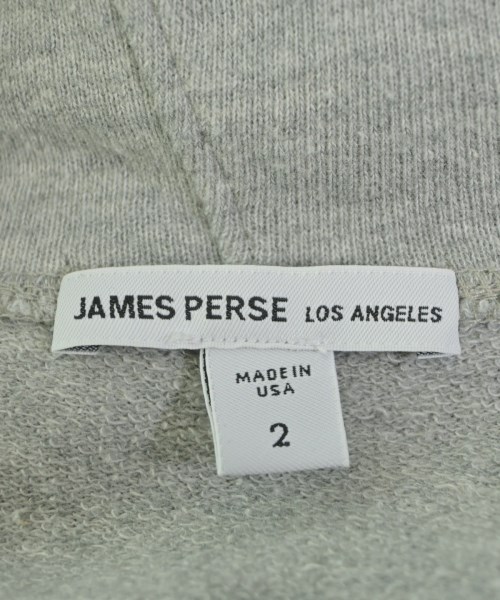 JAMES PERSE LOS ANGELES
MADE IN
USA
2